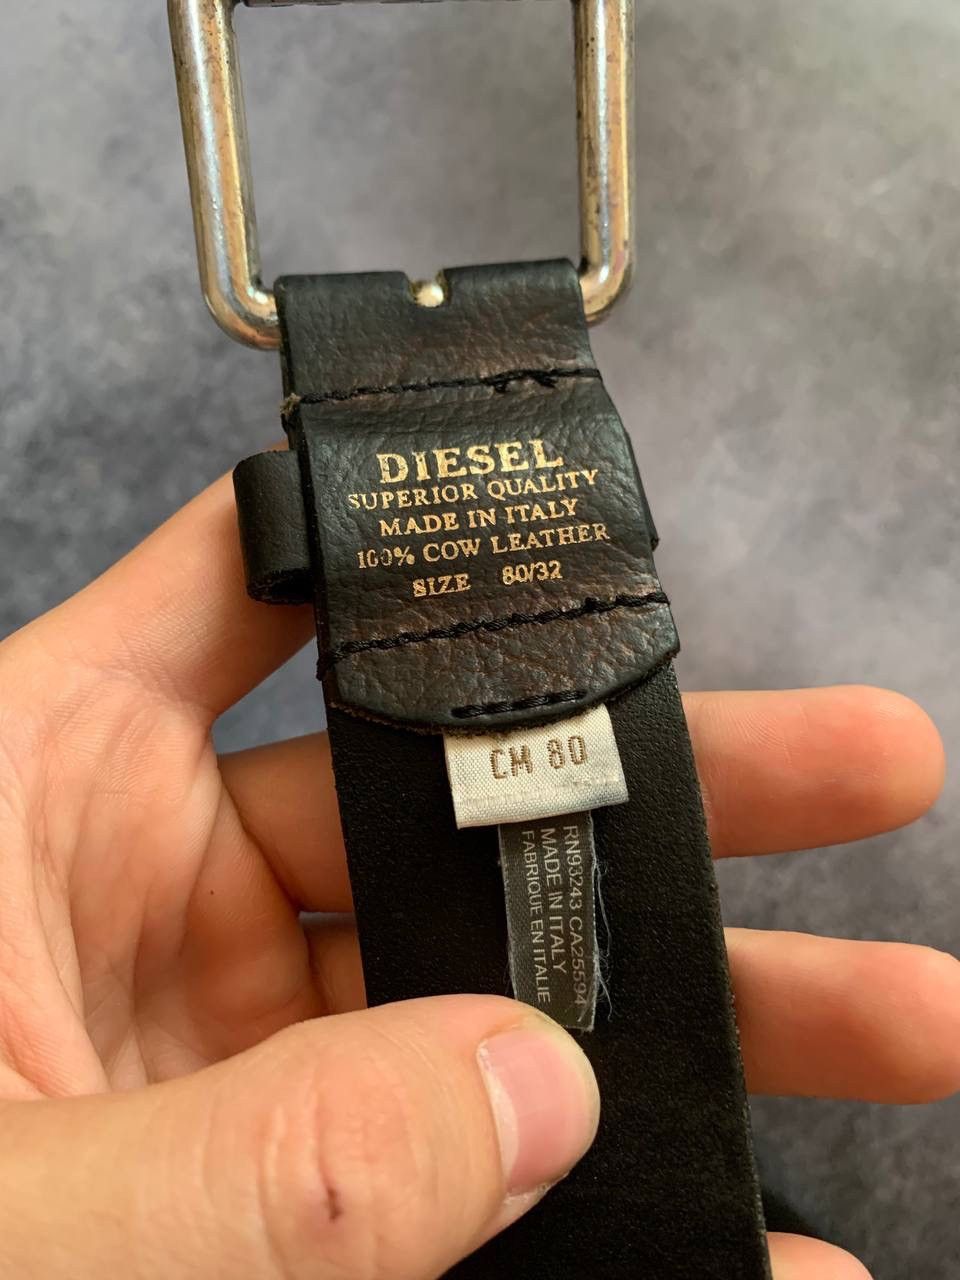 DIESEL
SUPERIOR QUALITY
MADE IN ITALY
100% COW LEATHER
SIZE 80/32
CM 80
RN93243 CA25594
MADE IN ITALY
FABRIQUE EN ITALIE